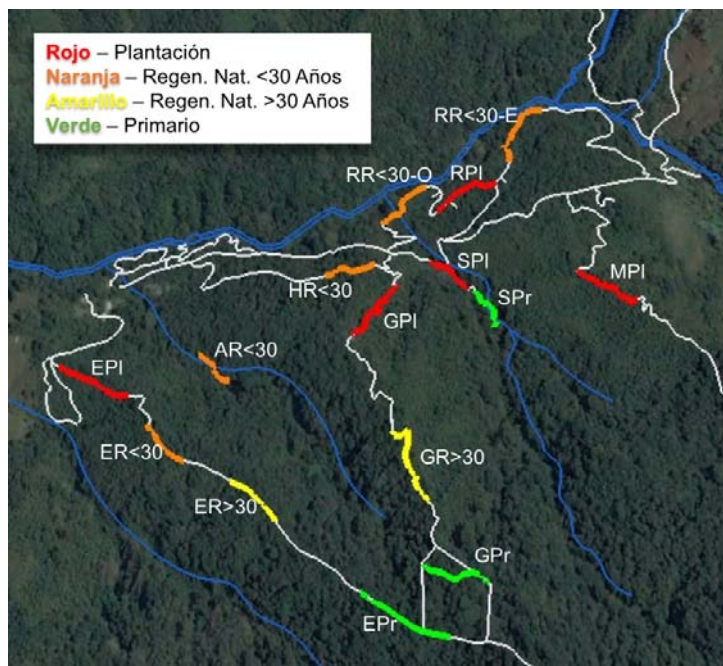 Rojo – Plantación
Naranja – Regen. Nat. <30 Años
Amarillo – Regen. Nat. >30 Años
Verde – Primario
RR<30-E
RR<30-O
RPl
SPl
MPl
HR<30
SPr
GPl
AR<30
EPl
ER<30
GR>30
ER>30
GPr
EPr